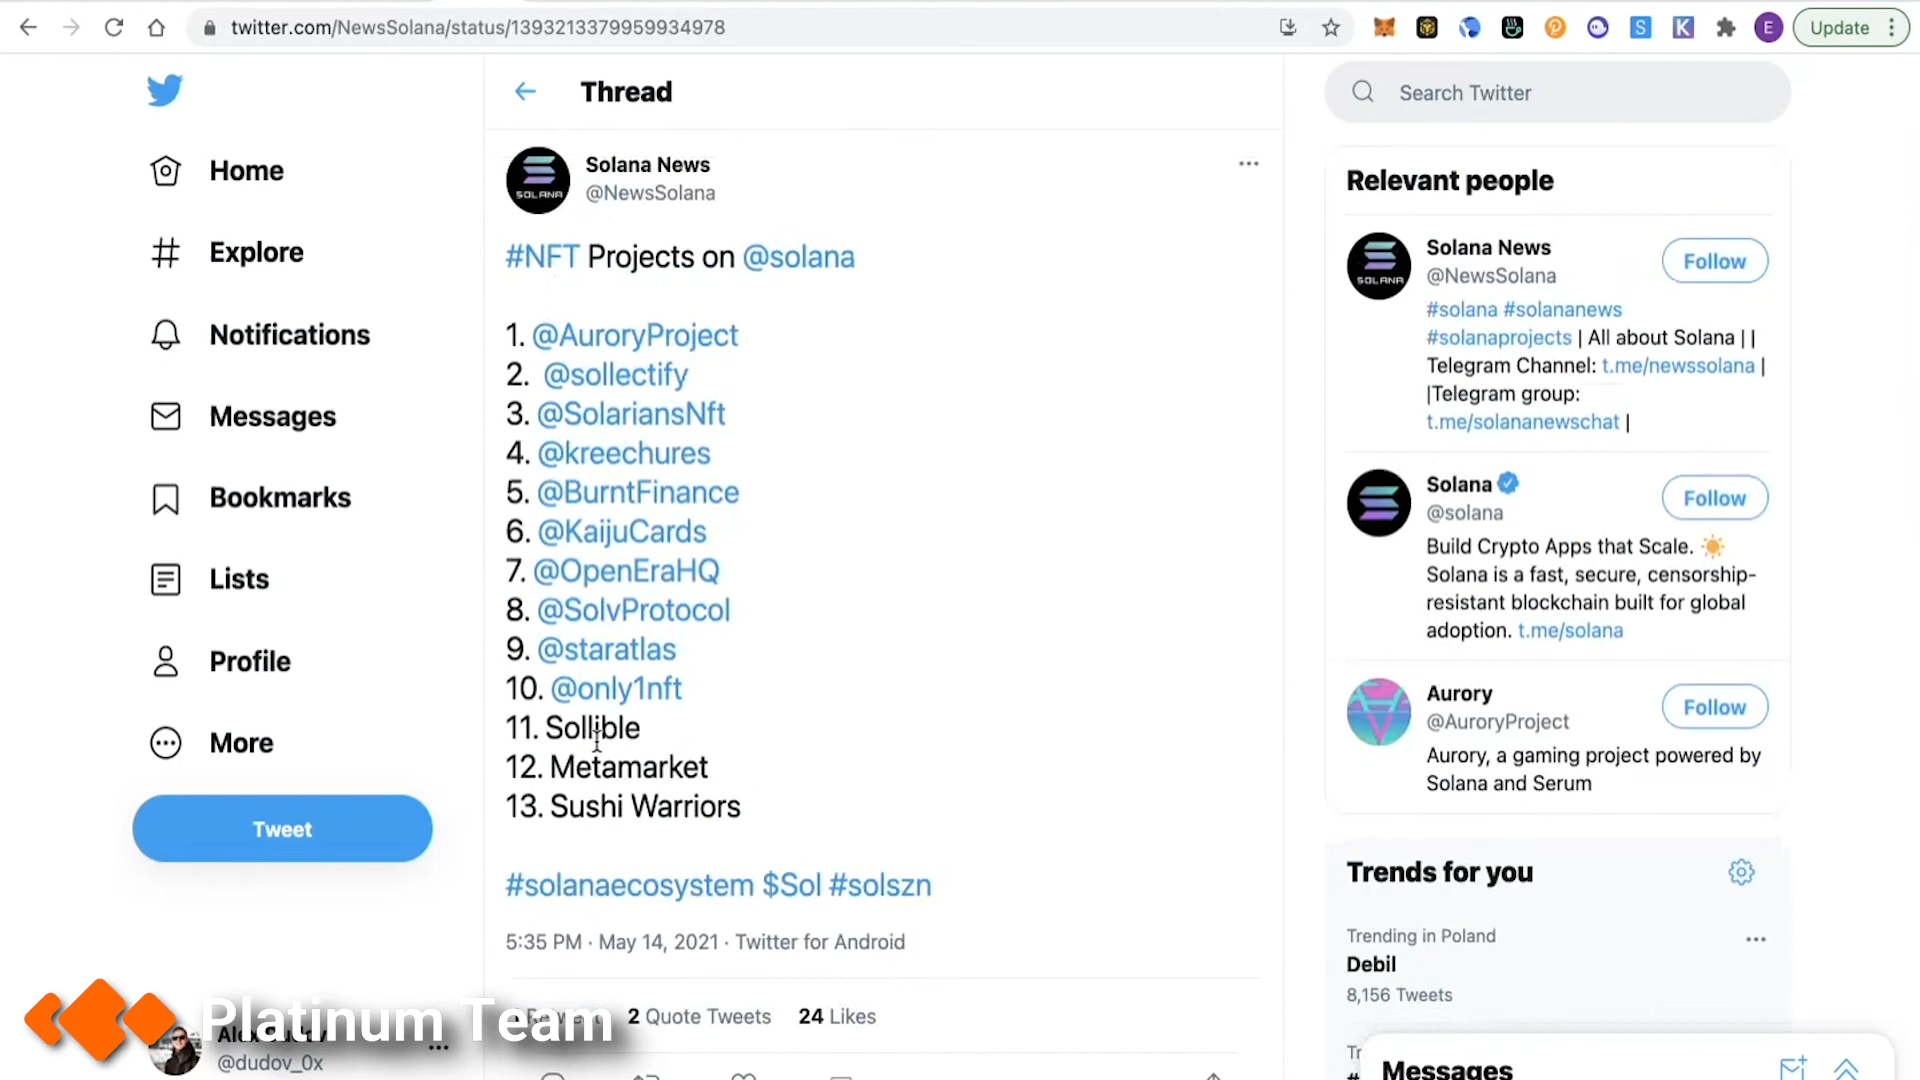 twitter.com/NewsSolana/status/1393213379959934978
E
Update
Home
Explore
Notifications
Messages
Bookmarks
Lists
Profile
More
Tweet
Thread
SOLANA
Solana News
@NewsSolana
#NFT Projects on @solana
1. @AuroryProject
2. @sollectify
3. @SolariansNft
4. @kreechures
5. @BurntFinance
6. @KaijuCards
7. @OpenEraHQ
8. @SolvProtocol
9. @staratlas
10. @only1nft
11. Sollible
12. Metamarket
13. Sushi Warriors
#solanaecosystem $Sol #solszn
5:35 PM · May 14, 2021 · Twitter for Android
2 Quote Tweets 24 Likes
Platinum Team
@dudov_0x
Search Twitter
Relevant people
SOLANA
Solana News
@NewsSolana
Follow
#solana #solananews
#solanaprojects | All about Solana | |
Telegram Channel: t.me/newssolana |
|Telegram group:
t.me/solananewschat |
Solana
@solana
Follow
Build Crypto Apps that Scale.
Solana is a fast, secure, censorship-
resistant blockchain built for global
adoption. t.me/solana
Aurory
@AuroryProject
Follow
Aurory, a gaming project powered by
Solana and Serum
Trends for you
Trending in Poland
Debil
8,156 Tweets
Messages